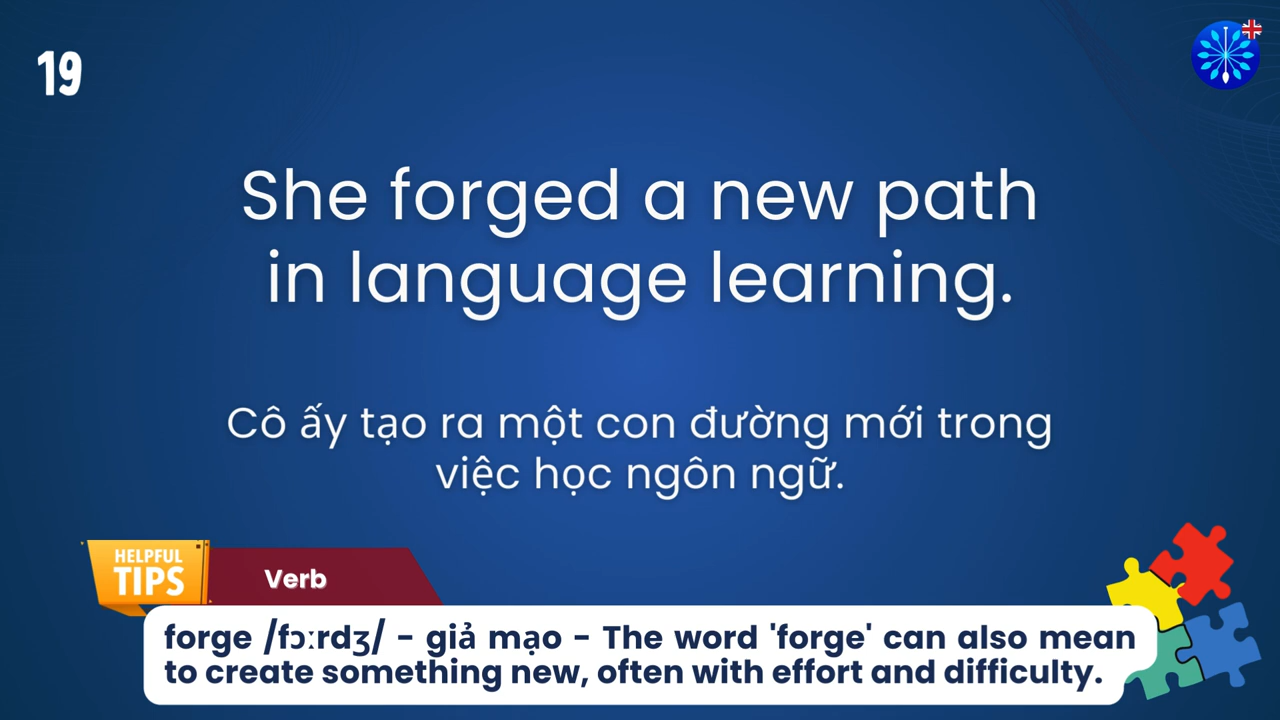 19
She forged a new path
in language learning.
Cô ấy tạo ra một con đường mới trong
việc học ngôn ngữ.
HELPFUL
TIPS
Verb
forge /fɔːrdʒ/ - giả mạo - The word 'forge' can also mean
to create something new, often with effort and difficulty.